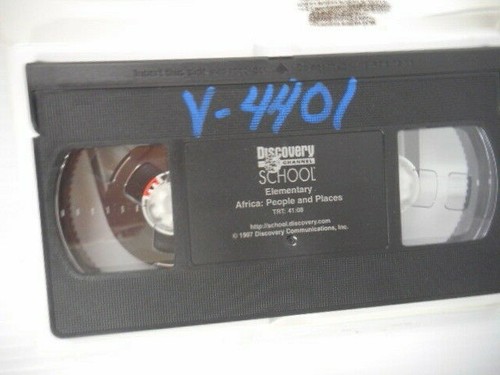 V-4401
Discovery
CHANNEL
SCHOOL
Elementary
Africa: People and Places
TRT: 41:08
http://school.discovery.com
© 1997 Discovery Communications, Inc.